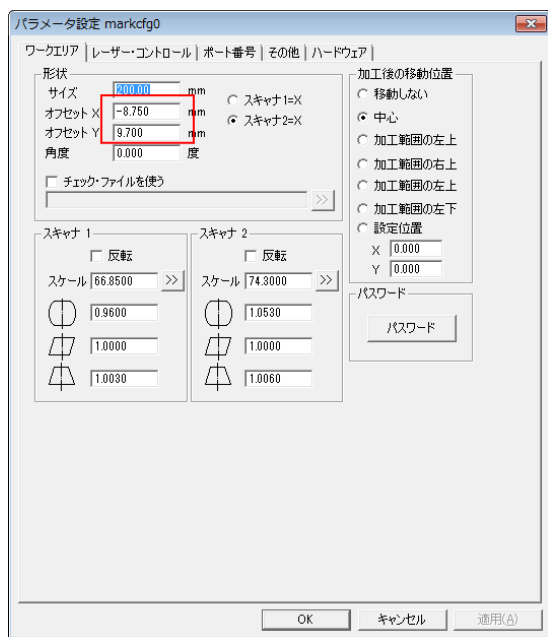 パラメータ設定 markcfg0
ワークエリア レーザー・コントロール ポート番号 その他 ハードウェア
形状
サイズ 200.00 mm
オフセット X -8.750 mm
オフセット Y 9.700 mm
角度 0.000 度
スキャナ1=X
スキャナ2=X
チェック・ファイルを使う
>>
スキャナ 1
反転
スケール 66.8500 >>
0.9600
1.0000
1.0030
スキャナ 2
反転
スケール 74.3000 >>
1.0530
1.0000
1.0060
加工後の移動位置
移動しない
中心
加工範囲の左上
加工範囲の右上
加工範囲の左上
加工範囲の左下
設定位置
X 0.000
Y 0.000
パスワード
パスワード
OK キャンセル 適用(A)